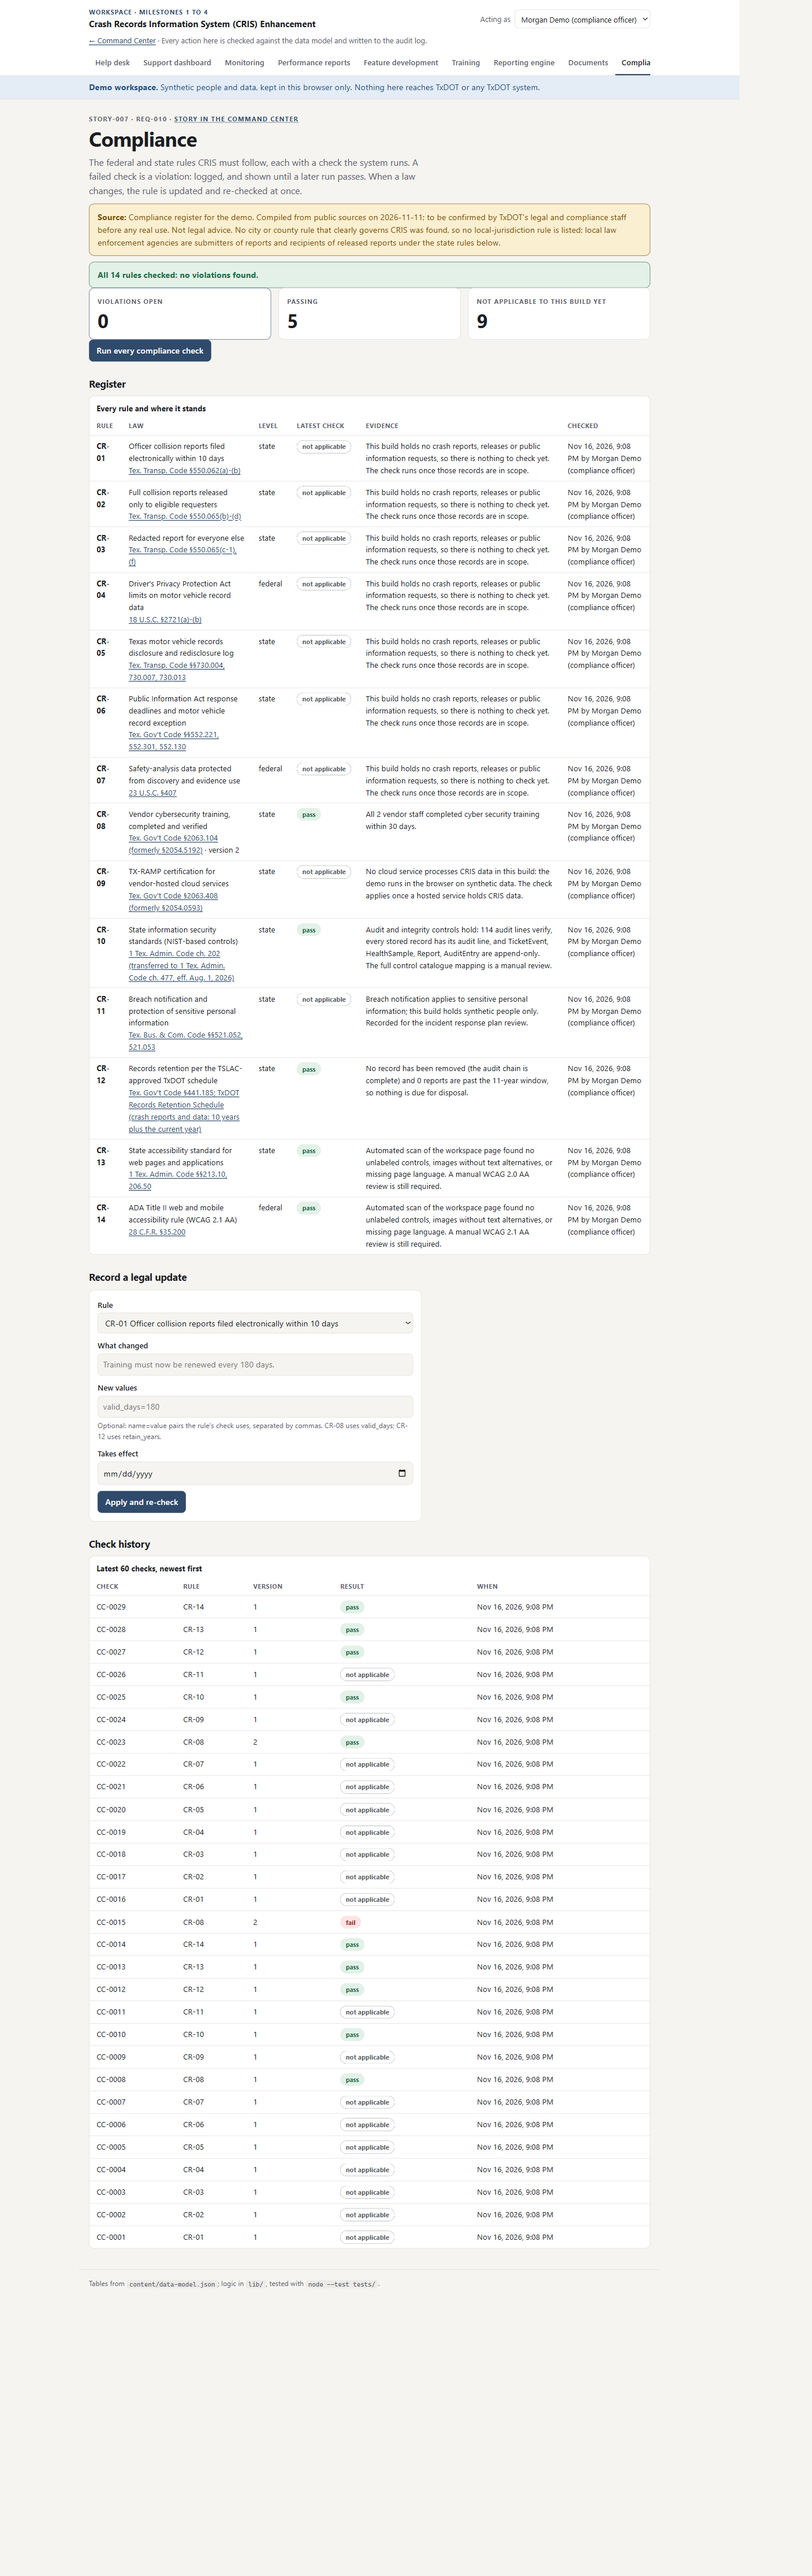 WORKSPACE · MILESTONES 1 TO 4
Crash Records Information System (CRIS) Enhancement
Acting as Morgan Demo (compliance officer)
← Command Center · Every action here is checked against the data model and written to the audit log.
Help desk Support dashboard Monitoring Performance reports Feature development Training Reporting engine Documents Complia
Demo workspace. Synthetic people and data, kept in this browser only. Nothing here reaches TxDOT or any TxDOT system.
STORY-007 · REQ-010 · STORY IN THE COMMAND CENTER
Compliance
The federal and state rules CRIS must follow, each with a check the system runs. A
failed check is a violation: logged, and shown until a later run passes. When a law
changes, the rule is updated and re-checked at once.
Source: Compliance register for the demo. Compiled from public sources on 2026-11-11; to be confirmed by TxDOT's legal and compliance staff
before any real use. Not legal advice. No city or county rule that clearly governs CRIS was found, so no local-jurisdiction rule is listed; local law
enforcement agencies are submitters of reports and recipients of released reports under the state rules below.
All 14 rules checked: no violations found.
VIOLATIONS OPEN
0
PASSING
5
NOT APPLICABLE TO THIS BUILD YET
9
Run every compliance check
Register
Every rule and where it stands
RULE LAW LEVEL LATEST CHECK EVIDENCE CHECKED
CR- Officer collision reports filed state not applicable This build holds no crash reports, releases or public Nov 16, 2026, 9:08
01 electronically within 10 days information requests, so there is nothing to check yet. PM by Morgan Demo
Tex. Transp. Code §550.062(a)-(b) The check runs once those records are in scope. (compliance officer)
CR- Full collision reports released state not applicable This build holds no crash reports, releases or public Nov 16, 2026, 9:08
02 only to eligible requesters information requests, so there is nothing to check yet. PM by Morgan Demo
Tex. Transp. Code §550.065(b)-(d) The check runs once those records are in scope. (compliance officer)
CR- Redacted report for everyone else state not applicable This build holds no crash reports, releases or public Nov 16, 2026, 9:08
03 Tex. Transp. Code §550.065(c-1), information requests, so there is nothing to check yet. PM by Morgan Demo
(f) The check runs once those records are in scope. (compliance officer)
CR- Driver's Privacy Protection Act federal not applicable This build holds no crash reports, releases or public Nov 16, 2026, 9:08
04 limits on motor vehicle record information requests, so there is nothing to check yet. PM by Morgan Demo
data The check runs once those records are in scope. (compliance officer)
18 U.S.C. §2721(a)-(b)
CR- Texas motor vehicle records state not applicable This build holds no crash reports, releases or public Nov 16, 2026, 9:08
05 disclosure and redisclosure log information requests, so there is nothing to check yet. PM by Morgan Demo
Tex. Transp. Code §§730.004, The check runs once those records are in scope. (compliance officer)
730.007, 730.013
CR- Public Information Act response state not applicable This build holds no crash reports, releases or public Nov 16, 2026, 9:08
06 deadlines and motor vehicle information requests, so there is nothing to check yet. PM by Morgan Demo
record exception The check runs once those records are in scope. (compliance officer)
Tex. Gov't Code §§552.221,
552.301, 552.130
CR- Safety-analysis data protected federal not applicable This build holds no crash reports, releases or public Nov 16, 2026, 9:08
07 from discovery and evidence use information requests, so there is nothing to check yet. PM by Morgan Demo
23 U.S.C. §407 The check runs once those records are in scope. (compliance officer)
CR- Vendor cybersecurity training, state pass All 2 vendor staff completed cyber security training Nov 16, 2026, 9:08
08 completed and verified within 30 days. PM by Morgan Demo
Tex. Gov't Code §2063.104 (compliance officer)
(formerly §2054.5192) · version 2
CR- TX-RAMP certification for state not applicable No cloud service processes CRIS data in this build: the Nov 16, 2026, 9:08
09 vendor-hosted cloud services demo runs in the browser on synthetic data. The check PM by Morgan Demo
Tex. Gov't Code §2063.408 applies once a hosted service holds CRIS data. (compliance officer)
(formerly §2054.0593)
CR- State information security state pass Audit and integrity controls hold: 114 audit lines verify, Nov 16, 2026, 9:08
10 standards (NIST-based controls) every stored record has its audit line, and TicketEvent, PM by Morgan Demo
1 Tex. Admin. Code ch. 202 HealthSample, Report, AuditEntry are append-only. (compliance officer)
(transferred to 1 Tex. Admin. The full control catalogue mapping is a manual review.
Code ch. 477, eff. Aug. 1, 2026)
CR- Breach notification and state not applicable Breach notification applies to sensitive personal Nov 16, 2026, 9:08
11 protection of sensitive personal information; this build holds synthetic people only. PM by Morgan Demo
information Recorded for the incident response plan review. (compliance officer)
Tex. Bus. & Com. Code §§521.052,
521.053
CR- Records retention per the TSLAC- state pass No record has been removed (the audit chain is Nov 16, 2026, 9:08
12 approved TxDOT schedule complete) and 0 reports are past the 11-year window, PM by Morgan Demo
Tex. Gov't Code §441.185; TxDOT so nothing is due for disposal. (compliance officer)
Records Retention Schedule
(crash reports and data: 10 years
plus the current year)
CR- State accessibility standard for state pass Automated scan of the workspace page found no Nov 16, 2026, 9:08
13 web pages and applications unlabeled controls, images without text alternatives, or PM by Morgan Demo
1 Tex. Admin. Code §§213.10, missing page language. A manual WCAG 2.0 AA (compliance officer)
206.50 review is still required.
CR- ADA Title II web and mobile federal pass Automated scan of the workspace page found no Nov 16, 2026, 9:08
14 accessibility rule (WCAG 2.1 AA) unlabeled controls, images without text alternatives, or PM by Morgan Demo
28 C.F.R. §35.200 missing page language. A manual WCAG 2.1 AA (compliance officer)
review is still required.
Record a legal update
Rule
CR-01 Officer collision reports filed electronically within 10 days
What changed
Training must now be renewed every 180 days.
New values
valid_days=180
Optional: name=value pairs the rule's check uses, separated by commas. CR-08 uses valid_days; CR-
12 uses retain_years.
Takes effect
mm/dd/yyyy
Apply and re-check
Check history
Latest 60 checks, newest first
CHECK RULE VERSION RESULT WHEN
CC-0029 CR-14 1 pass Nov 16, 2026, 9:08 PM
CC-0028 CR-13 1 pass Nov 16, 2026, 9:08 PM
CC-0027 CR-12 1 pass Nov 16, 2026, 9:08 PM
CC-0026 CR-11 1 not applicable Nov 16, 2026, 9:08 PM
CC-0025 CR-10 1 pass Nov 16, 2026, 9:08 PM
CC-0024 CR-09 1 not applicable Nov 16, 2026, 9:08 PM
CC-0023 CR-08 2 pass Nov 16, 2026, 9:08 PM
CC-0022 CR-07 1 not applicable Nov 16, 2026, 9:08 PM
CC-0021 CR-06 1 not applicable Nov 16, 2026, 9:08 PM
CC-0020 CR-05 1 not applicable Nov 16, 2026, 9:08 PM
CC-0019 CR-04 1 not applicable Nov 16, 2026, 9:08 PM
CC-0018 CR-03 1 not applicable Nov 16, 2026, 9:08 PM
CC-0017 CR-02 1 not applicable Nov 16, 2026, 9:08 PM
CC-0016 CR-01 1 not applicable Nov 16, 2026, 9:08 PM
CC-0015 CR-08 2 fail Nov 16, 2026, 9:08 PM
CC-0014 CR-14 1 pass Nov 16, 2026, 9:08 PM
CC-0013 CR-13 1 pass Nov 16, 2026, 9:08 PM
CC-0012 CR-12 1 pass Nov 16, 2026, 9:08 PM
CC-0011 CR-11 1 not applicable Nov 16, 2026, 9:08 PM
CC-0010 CR-10 1 pass Nov 16, 2026, 9:08 PM
CC-0009 CR-09 1 not applicable Nov 16, 2026, 9:08 PM
CC-0008 CR-08 1 pass Nov 16, 2026, 9:08 PM
CC-0007 CR-07 1 not applicable Nov 16, 2026, 9:08 PM
CC-0006 CR-06 1 not applicable Nov 16, 2026, 9:08 PM
CC-0005 CR-05 1 not applicable Nov 16, 2026, 9:08 PM
CC-0004 CR-04 1 not applicable Nov 16, 2026, 9:08 PM
CC-0003 CR-03 1 not applicable Nov 16, 2026, 9:08 PM
CC-0002 CR-02 1 not applicable Nov 16, 2026, 9:08 PM
CC-0001 CR-01 1 not applicable Nov 16, 2026, 9:08 PM
Tables from content/data-model.json; logic in lib/, tested with node --test tests/.